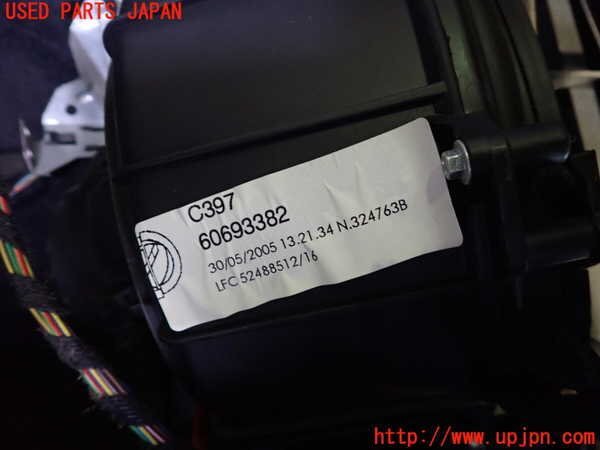 USED PARTS JAPAN
C397
60693382
30/05/2005 13.21.34 N.324763B
LFC 52488512/16
http://www.upjpn.com